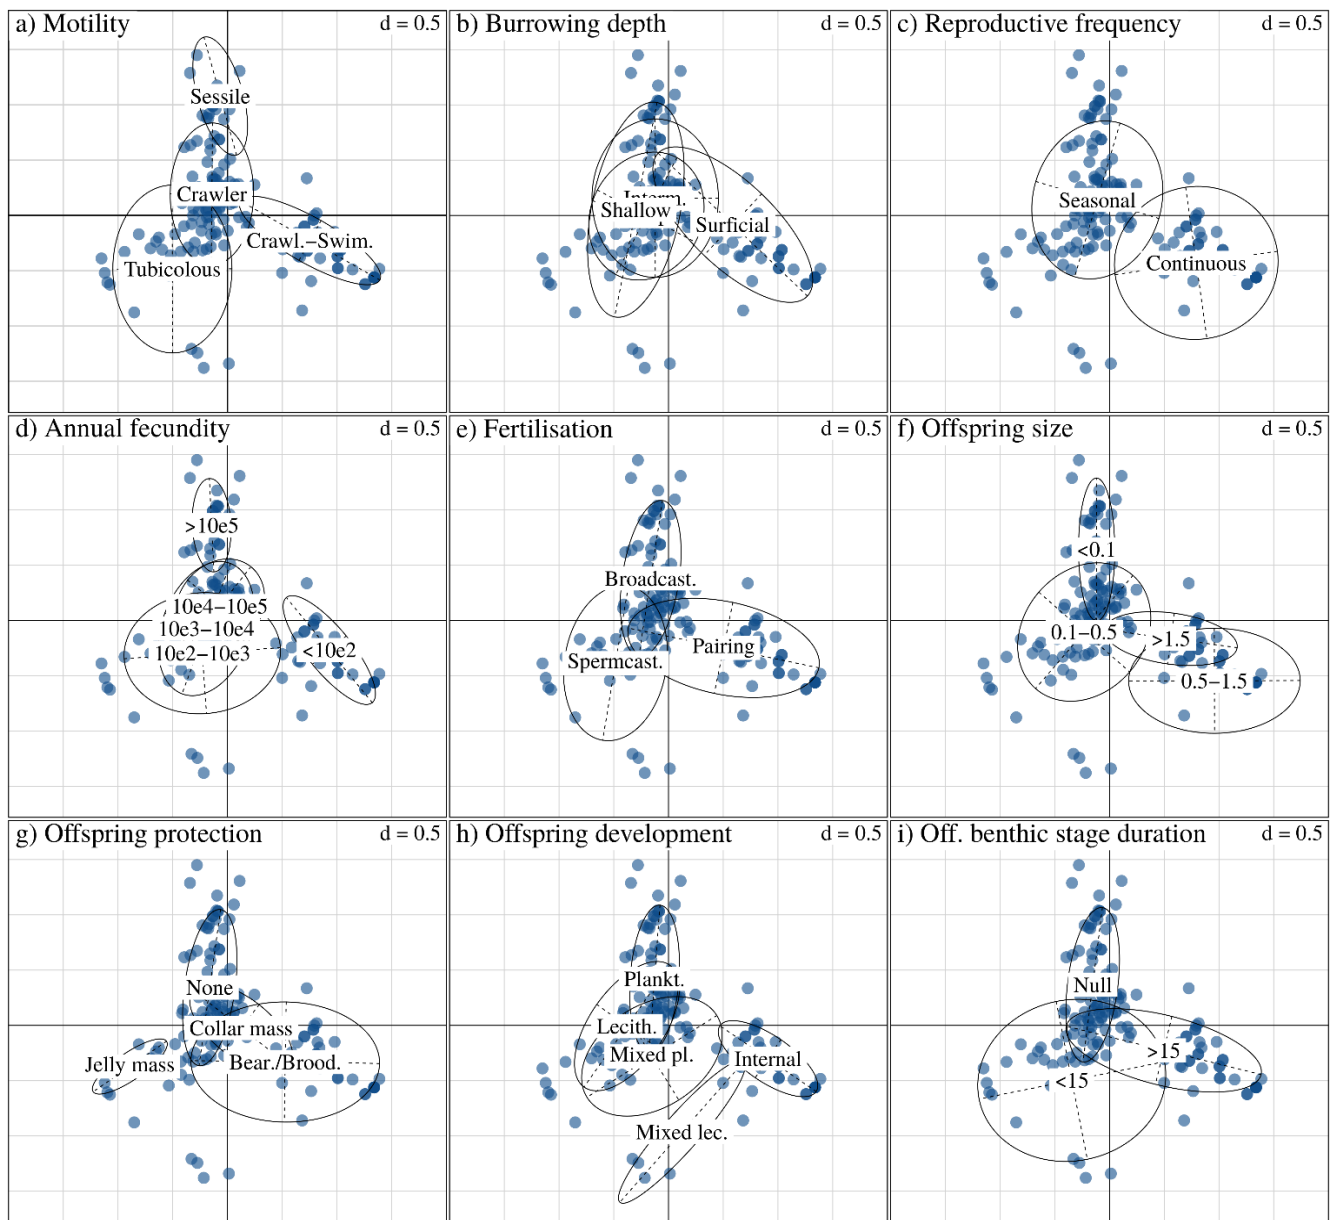 a) Motility
d = 0.5
Sessile
Crawler
Crawl.−Swim.
Tubicolous
b) Burrowing depth
d = 0.5
Interm.
Shallow
Surficial
c) Reproductive frequency
d = 0.5
Seasonal
Continuous
d) Annual fecundity
d = 0.5
>10e5
10e4−10e5
10e3−10e4
10e2−10e3
<10e2
e) Fertilisation
d = 0.5
Broadcast.
Pairing
Spermcast.
f) Offspring size
d = 0.5
<0.1
0.1−0.5
>1.5
0.5−1.5
g) Offspring protection
d = 0.5
None
Collar mass
Jelly mass
Bear./Brood.
h) Offspring development
d = 0.5
Plankt.
Lecith.
Mixed pl.
Internal
Mixed lec.
i) Off. benthic stage duration
d = 0.5
Null
>15
<15